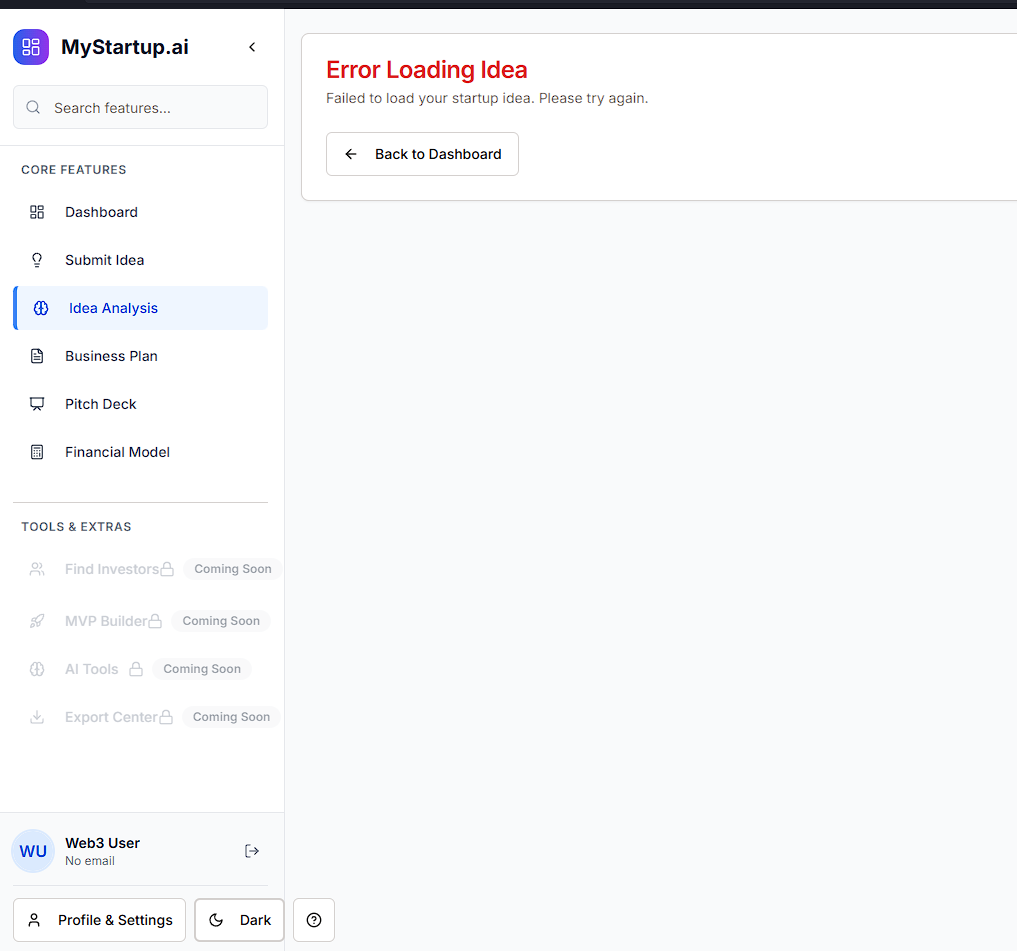 MyStartup.ai
Search features...
CORE FEATURES
Dashboard
Submit Idea
Idea Analysis
Business Plan
Pitch Deck
Financial Model
TOOLS & EXTRAS
Find Investors Coming Soon
MVP Builder Coming Soon
AI Tools Coming Soon
Export Center Coming Soon
WU
Web3 User
No email
Profile & Settings
Dark
Error Loading Idea
Failed to load your startup idea. Please try again.
Back to Dashboard